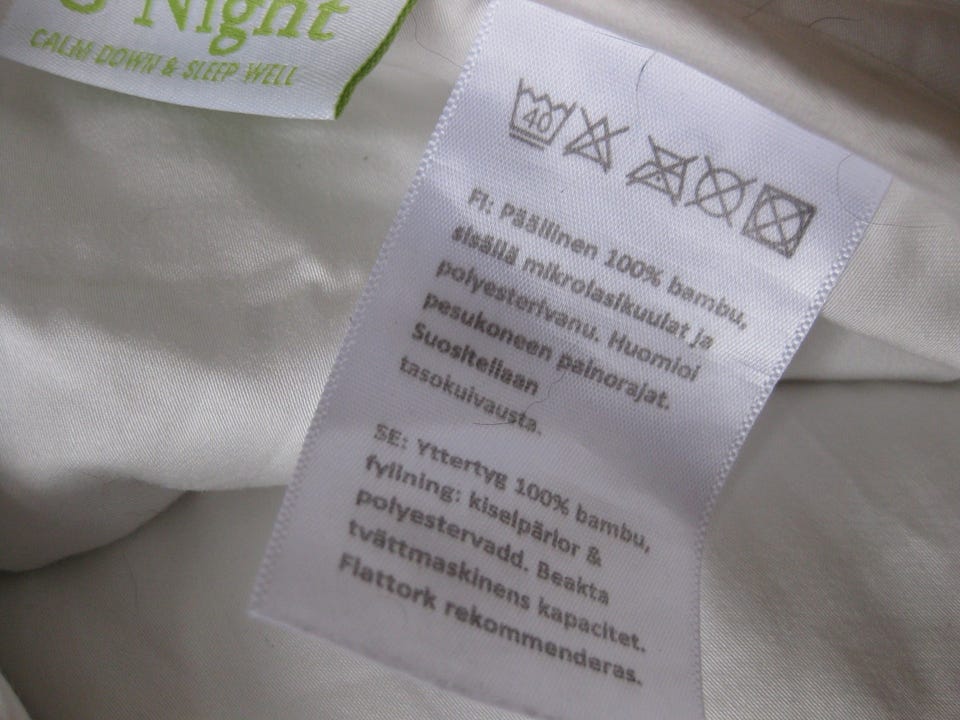 Night
CALM DOWN & SLEEP WELL
40
FI: Päällinen 100% bambu,
sisällä mikrolasikuulat ja
polyesterivanu. Huomioi
pesukoneen painorajat.
Suositellaan
tasokuivausta.
SE: Yttertyg 100% bambu,
fyllning: kiselpärlor &
polyestervadd. Beakta
tvättmaskinens kapacitet.
Flattork rekommenderas.